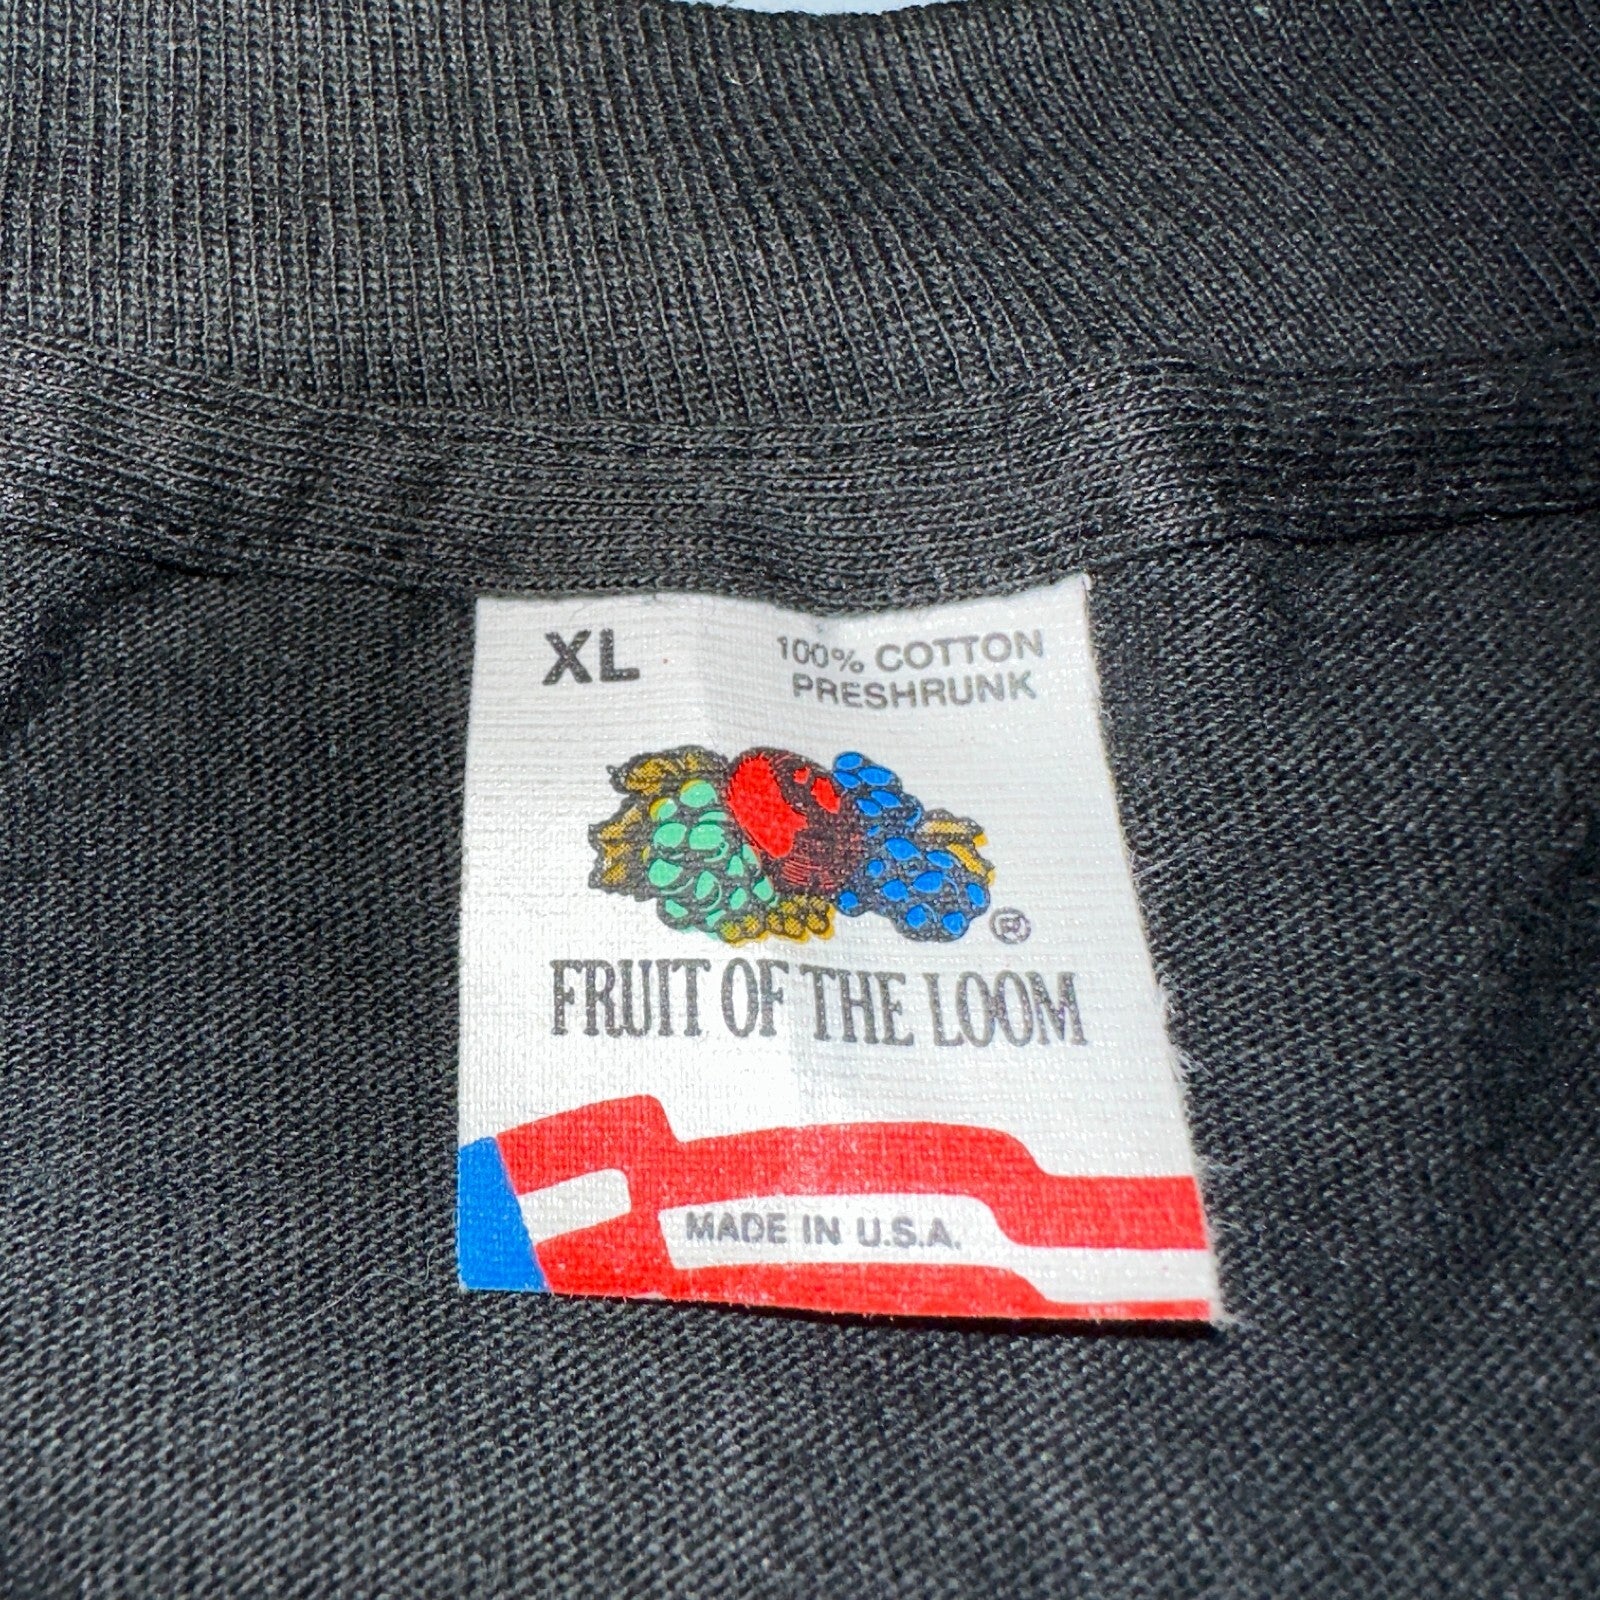 XL
100% COTTON
PRESHRUNK
®
FRUIT OF THE LOOM
MADE IN U.S.A.